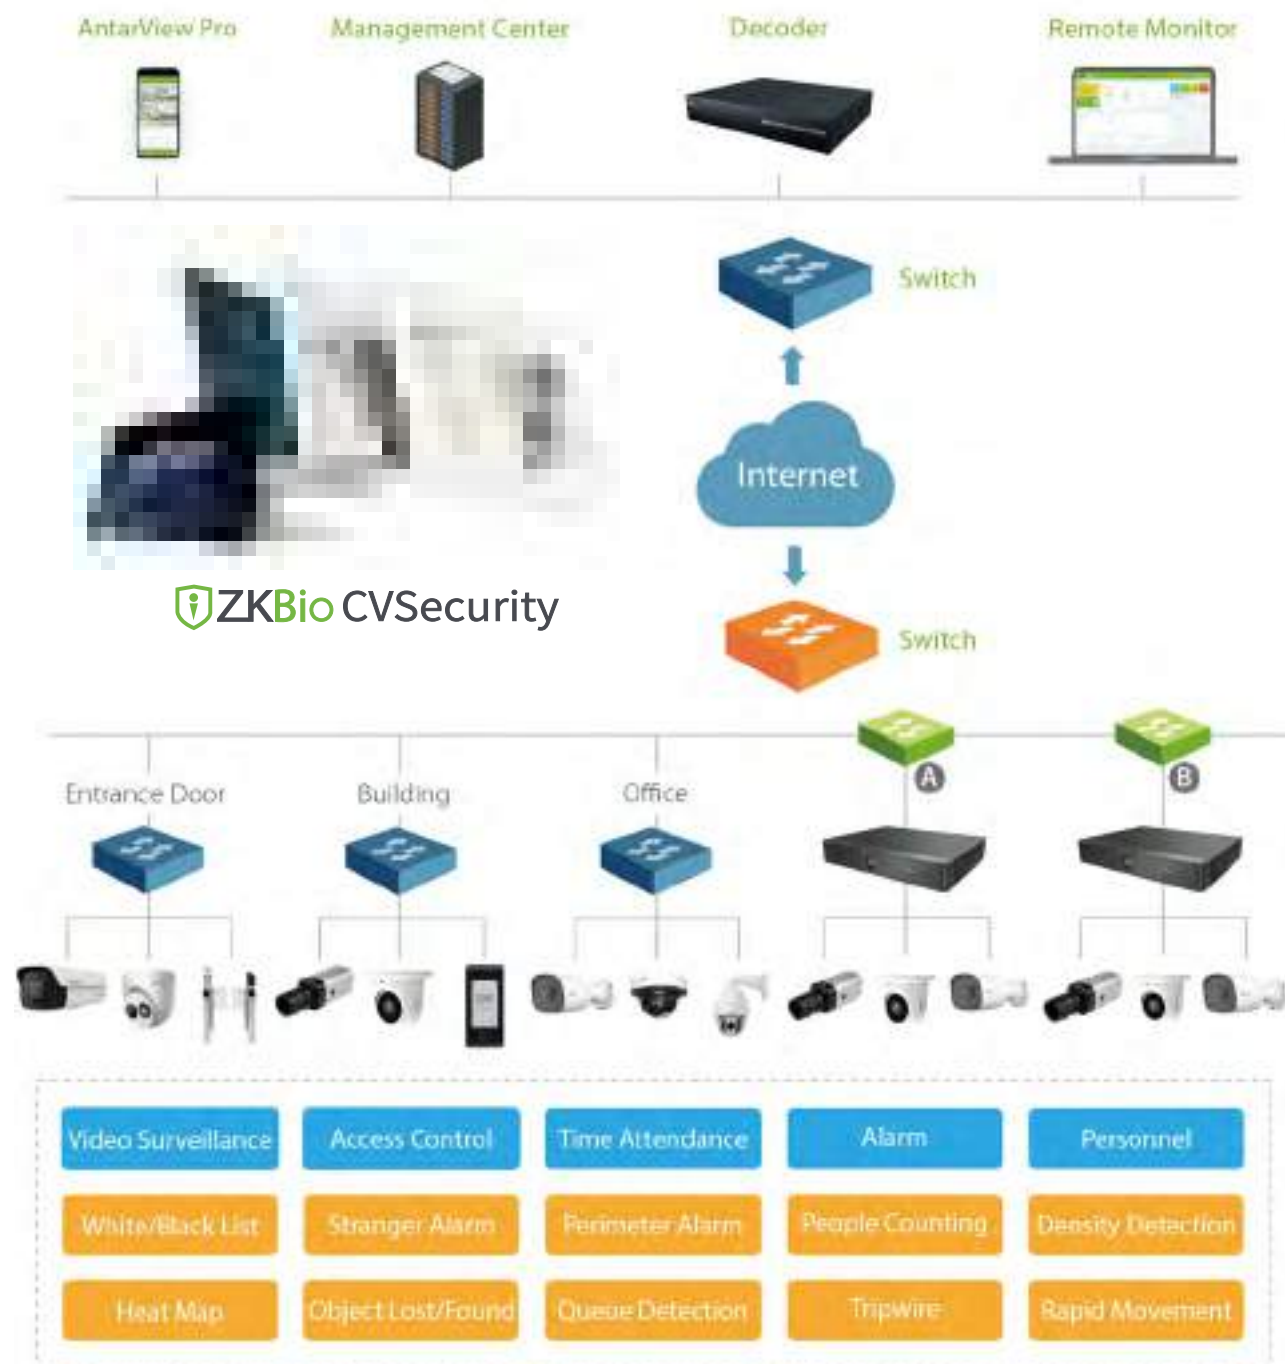 AntarView Pro
Management Center
Decoder
Remote Monitor
Switch
Internet
ZKBio CVSecurity
Switch
A
B
Entrance Door
Building
Office
Video Surveillance
Access Control
Time Attendance
Alarm
Personnel
White/Black List
Stranger Alarm
Perimeter Alarm
People Counting
Density Detection
Heat Map
Object Lost/Found
Queue Detection
Tripwire
Rapid Movement